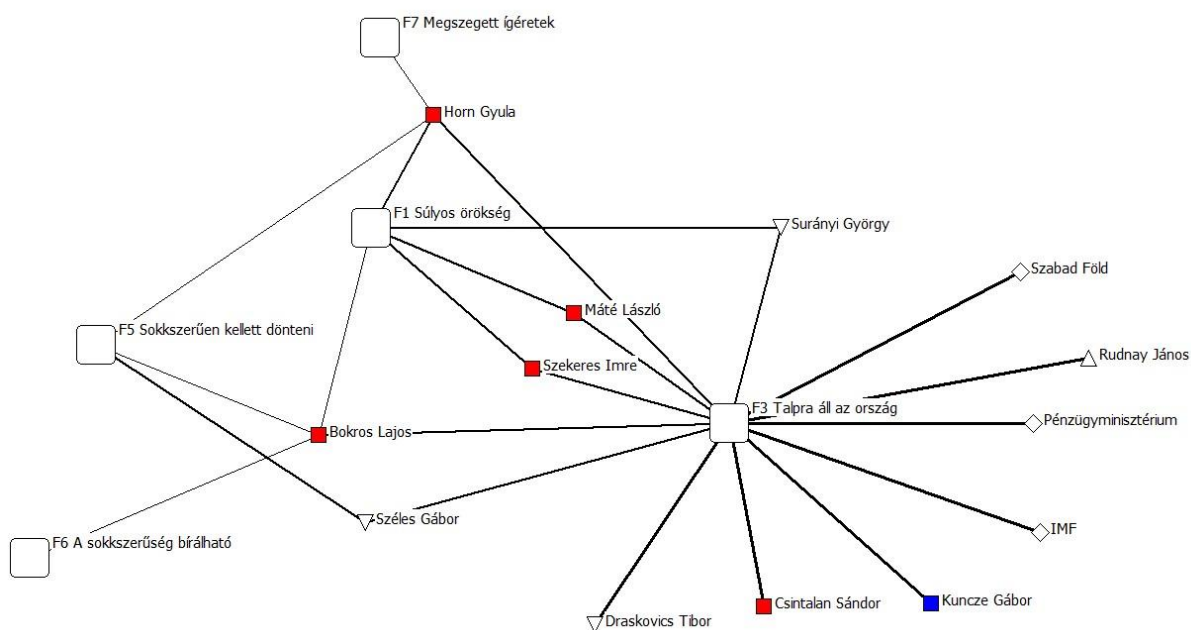 F7 Megszegett ígéretek
Horn Gyula
F1 Súlyos örökség
Surányi György
Szabad Föld
Máté László
F5 Sokkszerűen kellett dönteni
Rudnay János
Szekeres Imre
F3 Talpra áll az ország
Pénzügyminisztérium
Bokros Lajos
Széles Gábor
IMF
F6 A sokkszerűség bírálható
Csintalan Sándor
Kuncze Gábor
Draskovics Tibor